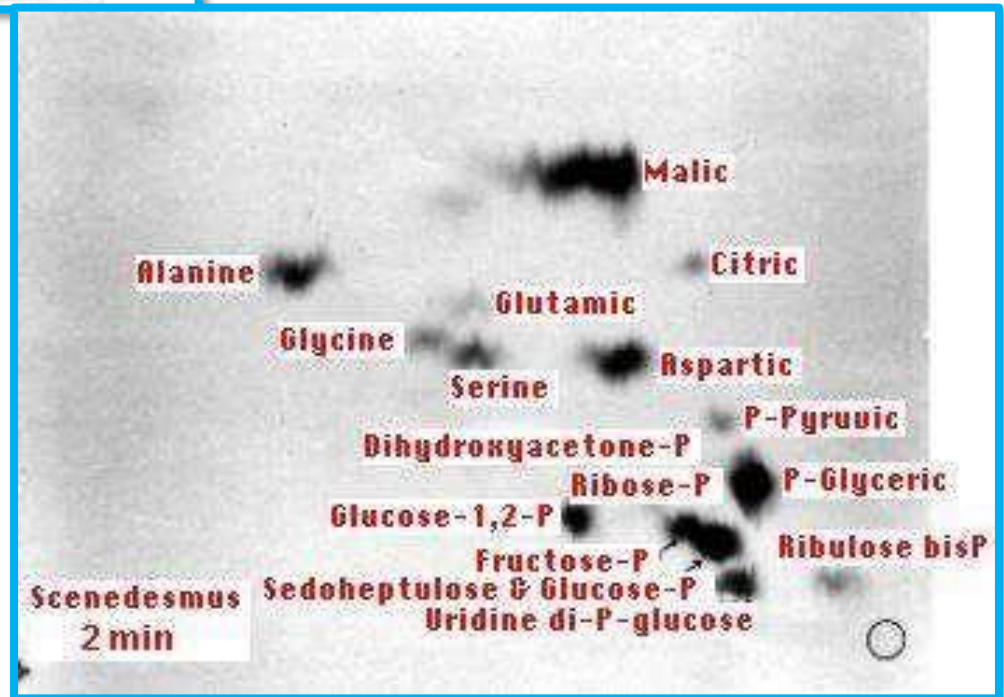 Malic
Alanine
Citric
Glutamic
Glycine
Aspartic
Serine
P-Pyruvic
Dihydroxyacetone-P
Ribose-P
P-Glyceric
Glucose-1,2-P
Ribulose bisP
Fructose-P
Sedoheptulose & Glucose-P
Uridine di-P-glucose
Scenedesmus
2 min